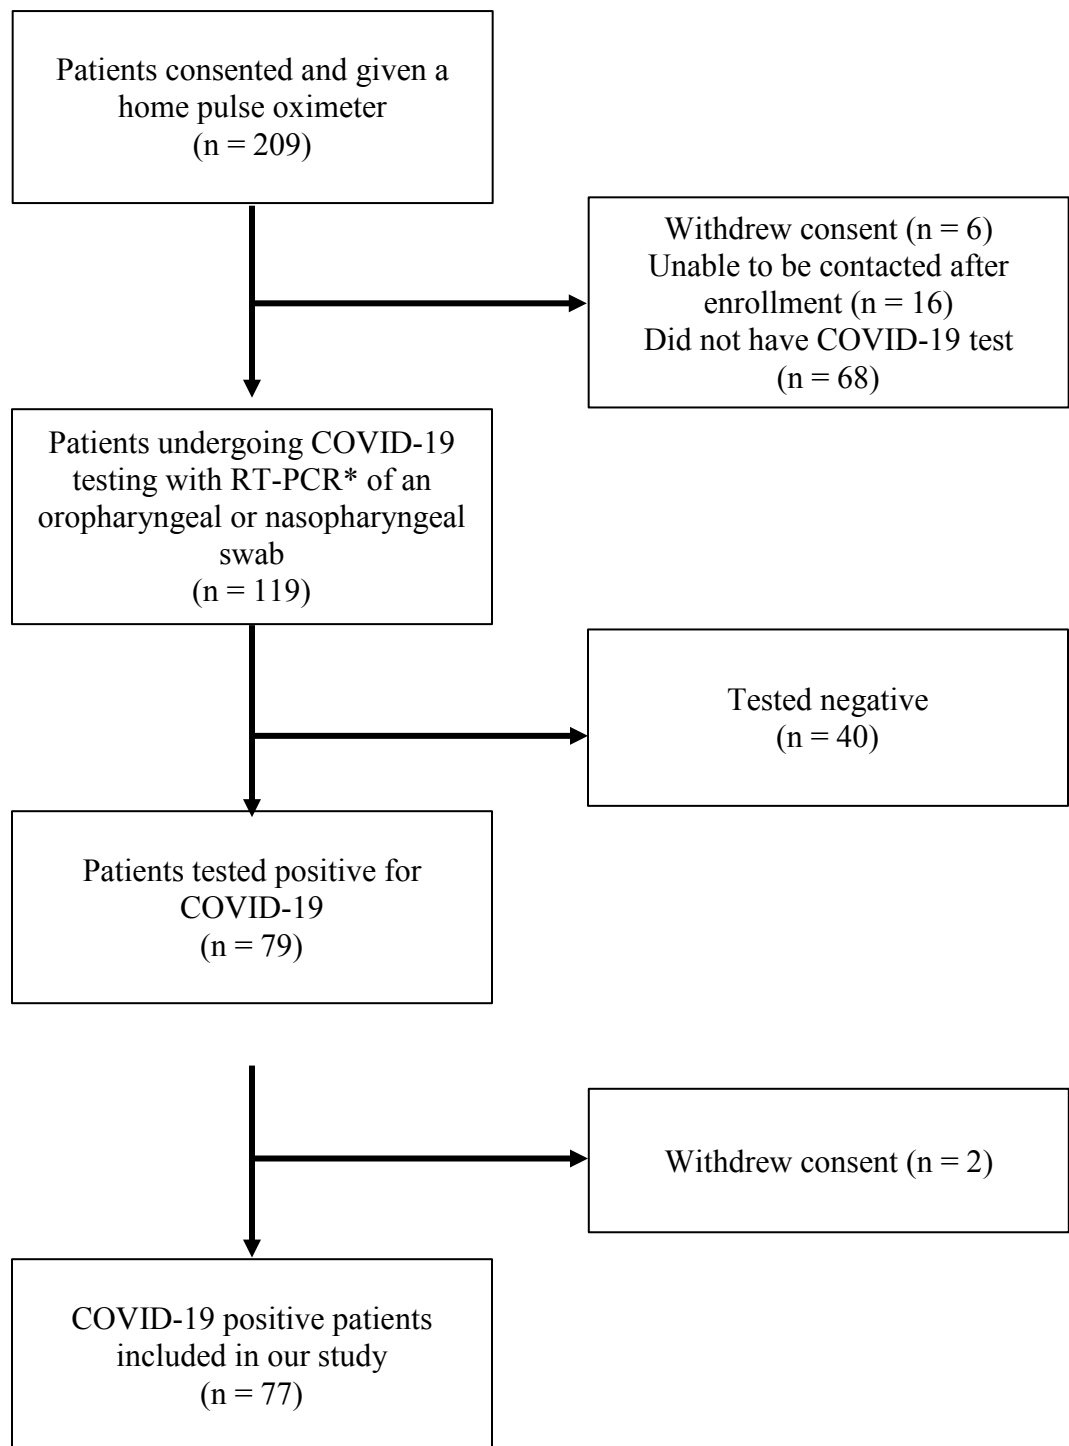 Patients consented and given a
home pulse oximeter
(n = 209)
Withdrew consent (n = 6)
Unable to be contacted after
enrollment (n = 16)
Did not have COVID-19 test
(n = 68)
Patients undergoing COVID-19
testing with RT-PCR* of an
oropharyngeal or nasopharyngeal
swab
(n = 119)
Tested negative
(n = 40)
Patients tested positive for
COVID-19
(n = 79)
Withdrew consent (n = 2)
COVID-19 positive patients
included in our study
(n = 77)